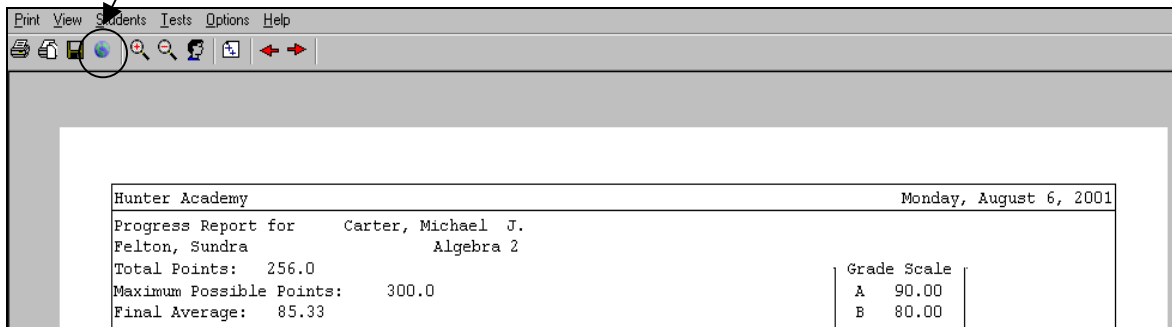 Print View Students Tests Options Help
Hunter Academy Monday, August 6, 2001
Progress Report for Carter, Michael J.
Felton, Sundra Algebra 2
Total Points: 256.0 Grade Scale
Maximum Possible Points: 300.0 A 90.00
Final Average: 85.33 B 80.00